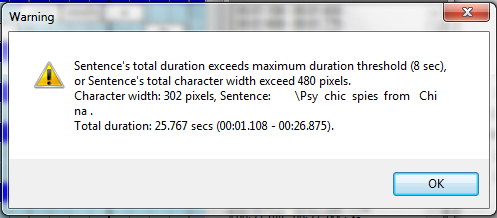 Warning
Sentence's total duration exceeds maximum duration threshold (8 sec),
or Sentence's total character width exceed 480 pixels.
Character width: 302 pixels, Sentence: \Psy chic spies from Chi
na .
Total duration: 25.767 secs (00:01.108 - 00:26.875).
OK